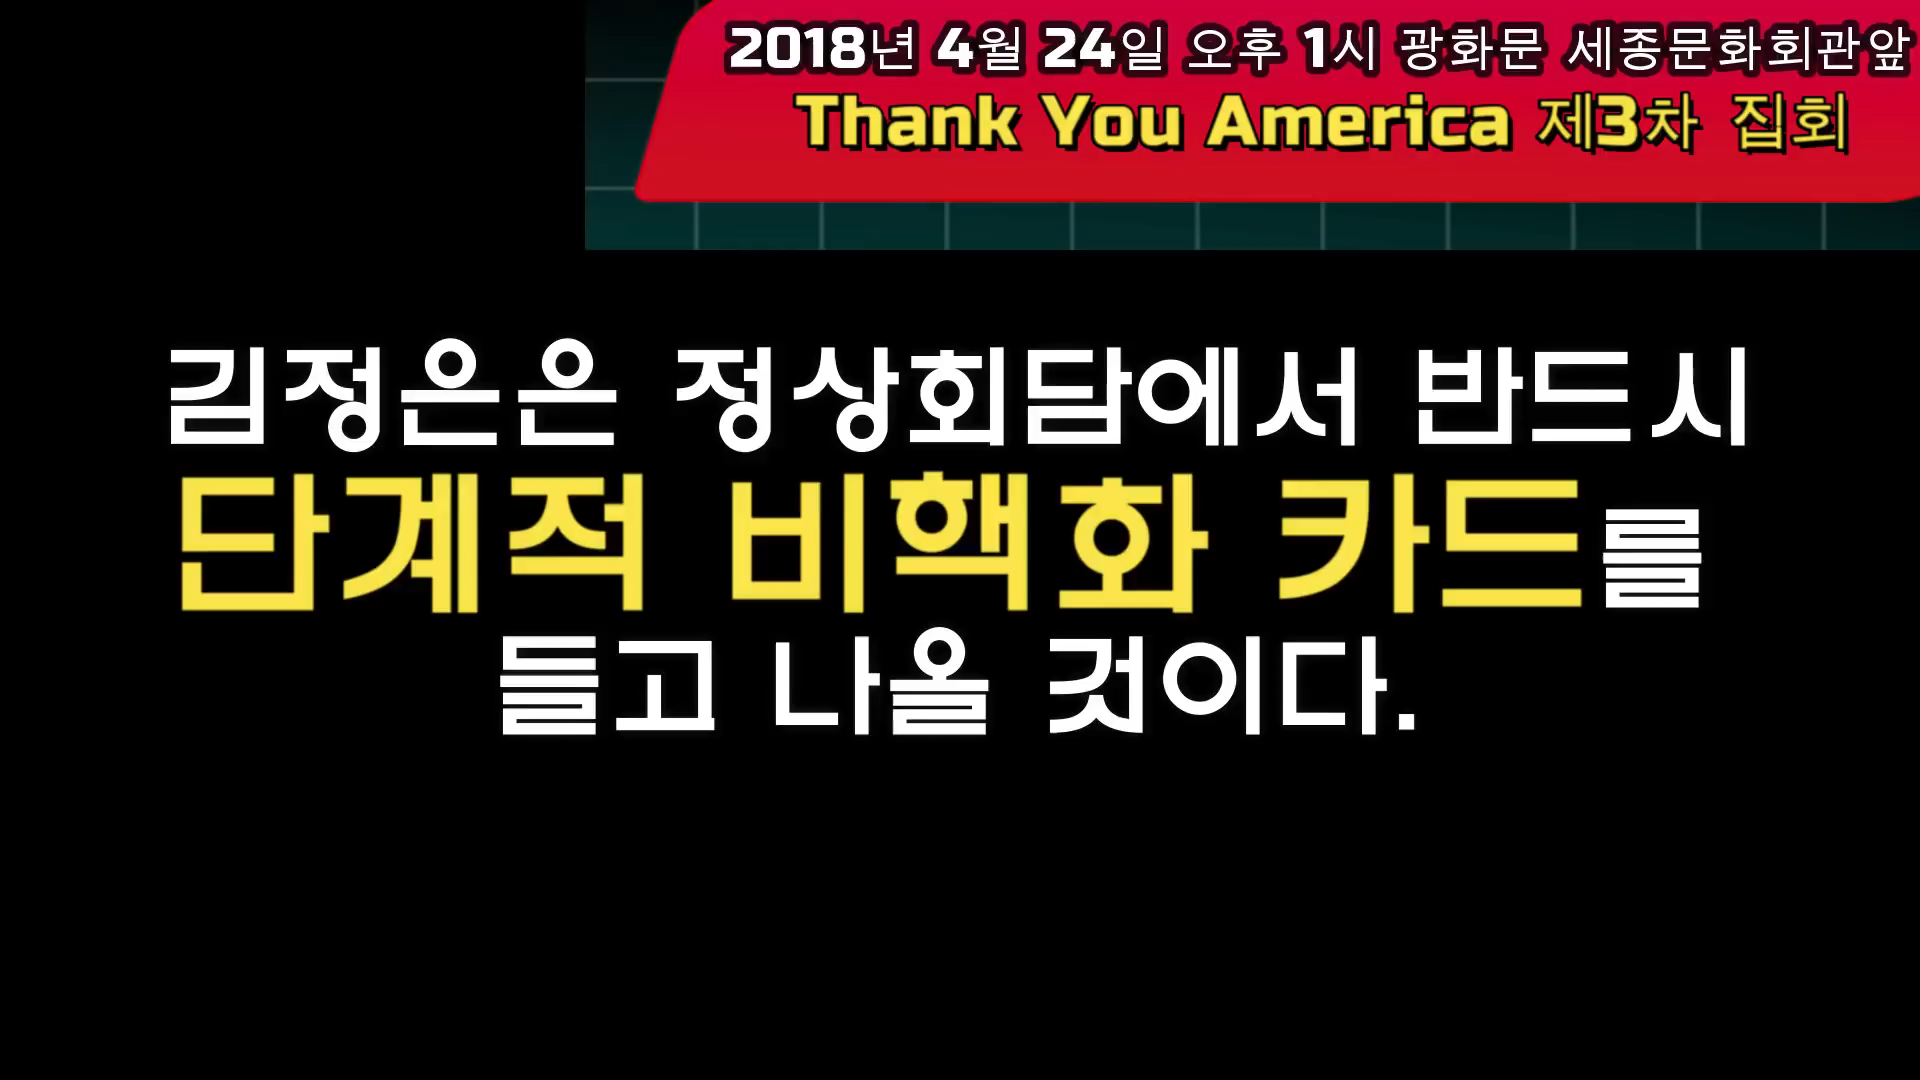 2018년 4월 24일 오후 1시 광화문 세종문화회관앞
Thank You America 제3차 집회
김정은은 정상회담에서 반드시
단계적 비핵화 카드를
들고 나올 것이다.